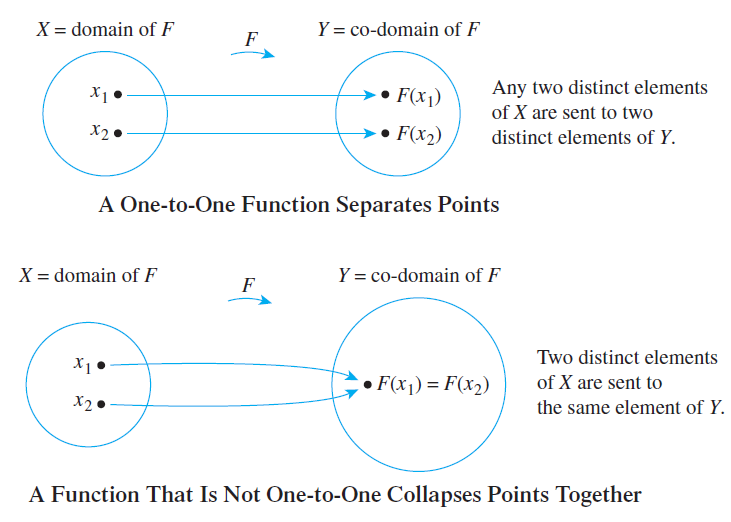 X = domain of F
F
Y = co-domain of F
x₁
F(x₁)
x₂
F(x₂)
Any two distinct elements
of X are sent to two
distinct elements of Y.
A One-to-One Function Separates Points
X = domain of F
F
Y = co-domain of F
x₁
x₂
F(x₁) = F(x₂)
Two distinct elements
of X are sent to
the same element of Y.
A Function That Is Not One-to-One Collapses Points Together